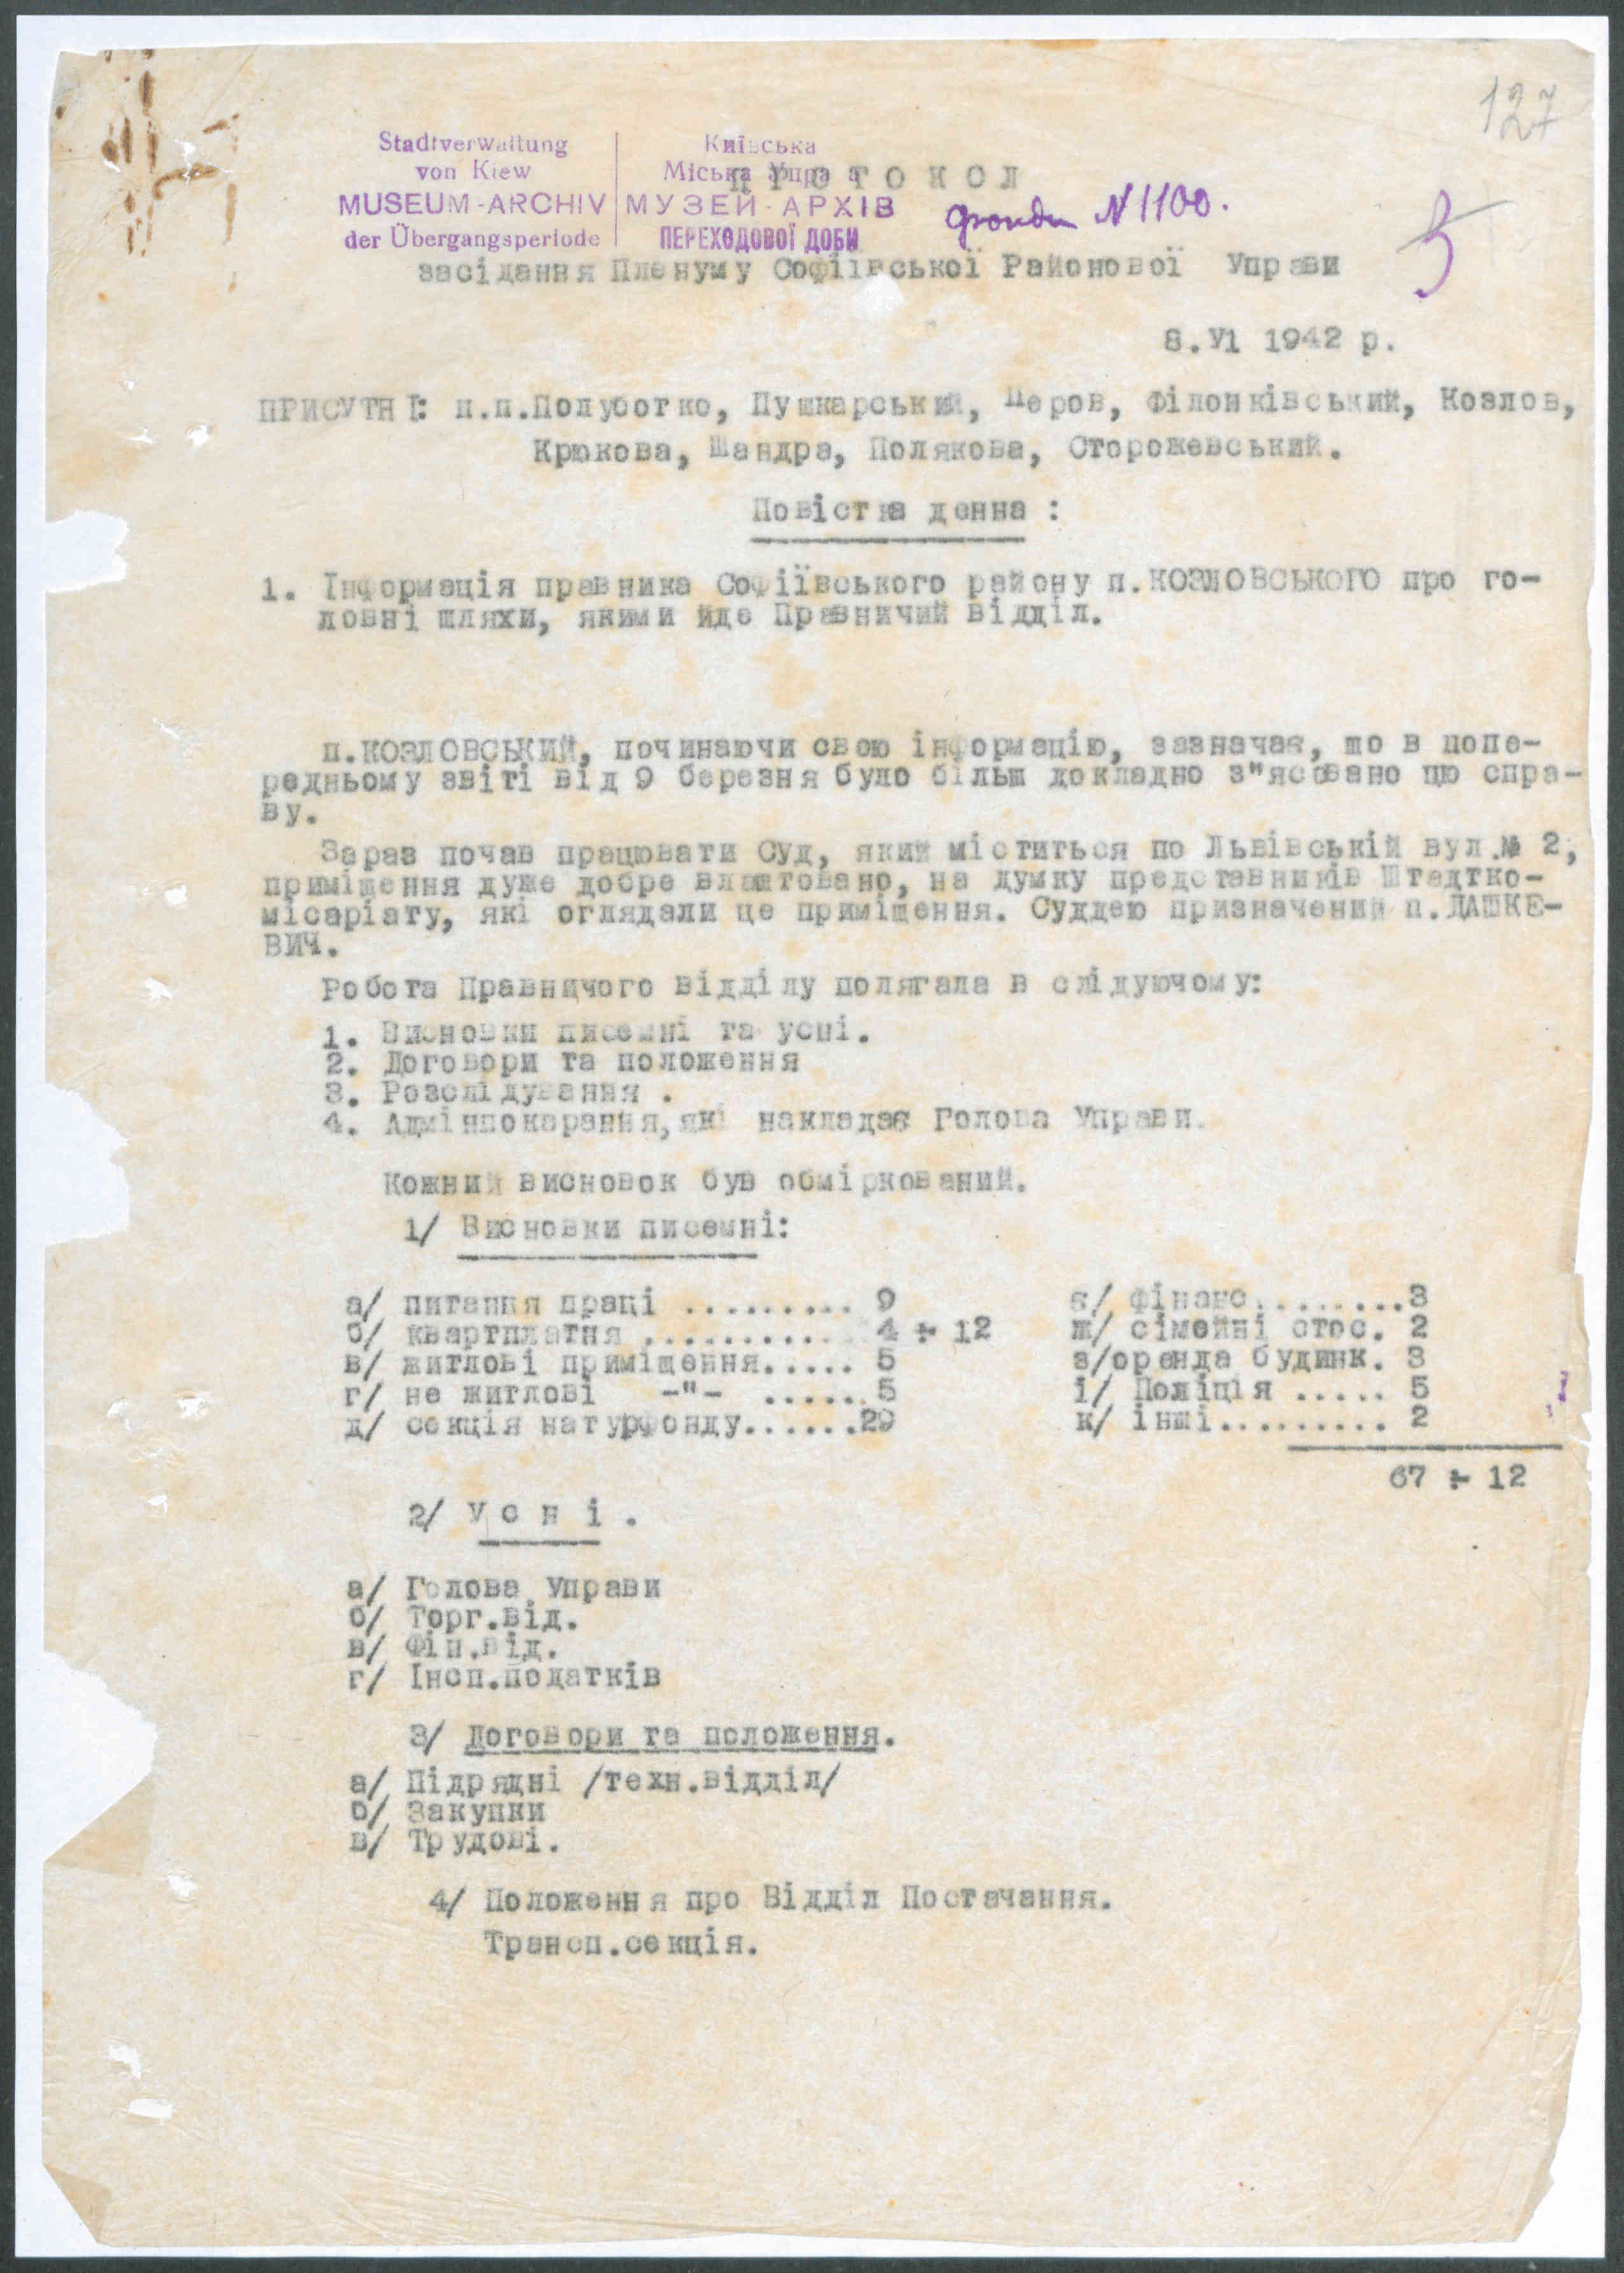 127
Stadtverwaltung
von Kiew
MUSEUM-ARCHIV
der Übergangsperiode
Київська
Міська Управа
МУЗЕЙ-АРХІВ
ПЕРЕХОДОВОЇ ДОБИ
ПРОТОКОЛ
фонди N 1100.
5
засідання Пленуму Софіївської Районової Управи
8.VI 1942 р.
ПРИСУТНІ: п.п.Полуботко, Пушкарський, Перов, Філонківський, Козлов,
Крюкова, Шандра, Полякова, Сторожевський.
Повістка денна :
1. Інформація правника Софіївського району п.КОЗЛОВСЬКОГО про го-
ловні шляхи, якими йде Правничий Відділ.
п.КОЗЛОВСЬКИЙ, починаючи свою інформацію, зазначає, що в попе-
редньому звіті від 9 березня було більш докладно з"ясовано цю спра-
ву.
Зараз почав працювати Суд, який міститься по Львівській вул.№ 2,
приміщення дуже добре влаштовано, на думку представників Штадтко-
місаріату, які оглядали це приміщення. Суддею призначений п.ДАШКЕ-
ВИЧ.
Робота Правничого Відділу полягала в слідуючому:
1. Висновки писемні та усні.
2. Договори та положення
3. Розслідування .
4. Адмінпокарання, які накладає Голова Управи.
Кожний висновок був обміркований.
1/ Висновки писемні:
а/ питання праці ......... 9
б/ квартплатня ........... 4 ÷ 12
в/ житлові приміщення..... 5
г/ не житлові -"- ...... 5
д/ секція натурфонду......29
є/ фінанс........3
ж/ сімейні стос. 2
з/оренда будинк. 3
і/ Поліція ..... 5
к/ інші......... 2
67 ÷ 12
2/ Усні.
а/ Голова Управи
б/ Торг.від.
в/ Фін.від.
г/ Інсп.податків
3/ Договори та положення.
а/ Підрядні /техн.відділ/
б/ Закупки
в/ Трудові.
4/ Положення про Відділ Постачання.
Трансп.секція.